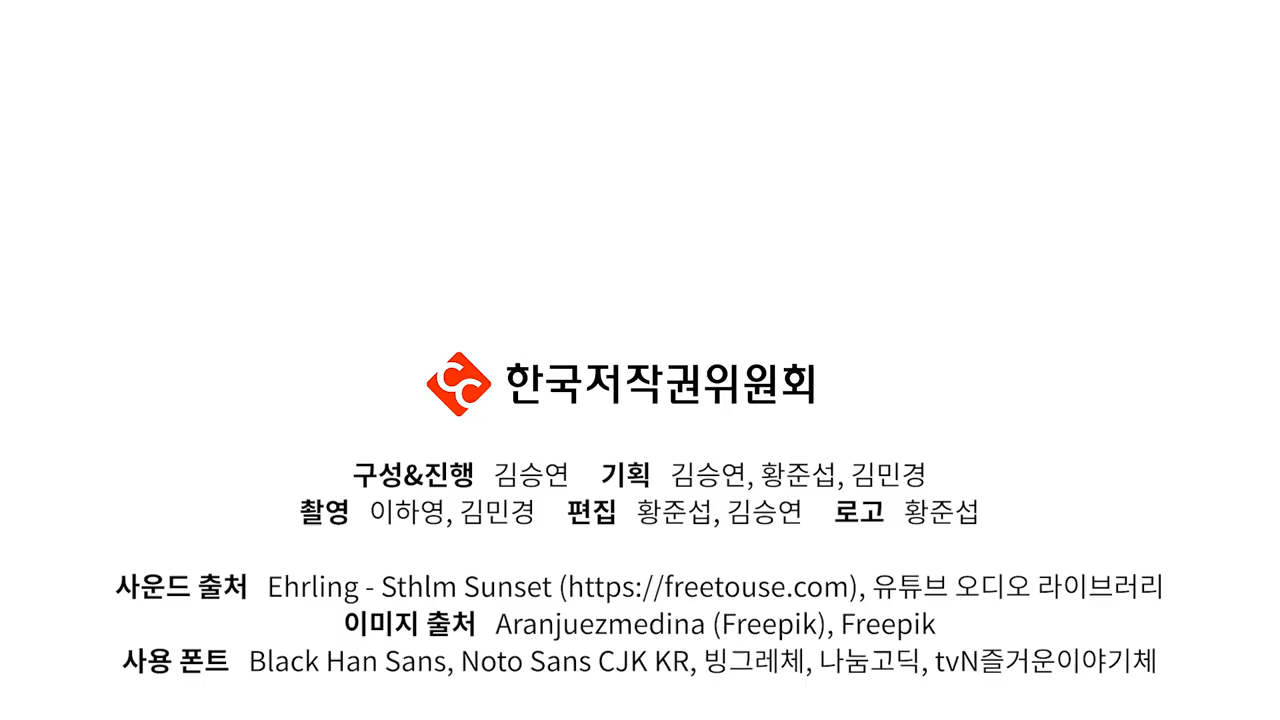 CC 한국저작권위원회
구성&진행 김승연 기획 김승연, 황준섭, 김민경
촬영 이하영, 김민경 편집 황준섭, 김승연 로고 황준섭
사운드 출처 Ehrling - Sthlm Sunset (https://freetouse.com), 유튜브 오디오 라이브러리
이미지 출처 Aranjuezmedina (Freepik), Freepik
사용 폰트 Black Han Sans, Noto Sans CJK KR, 빙그레체, 나눔고딕, tvN즐거운이야기체